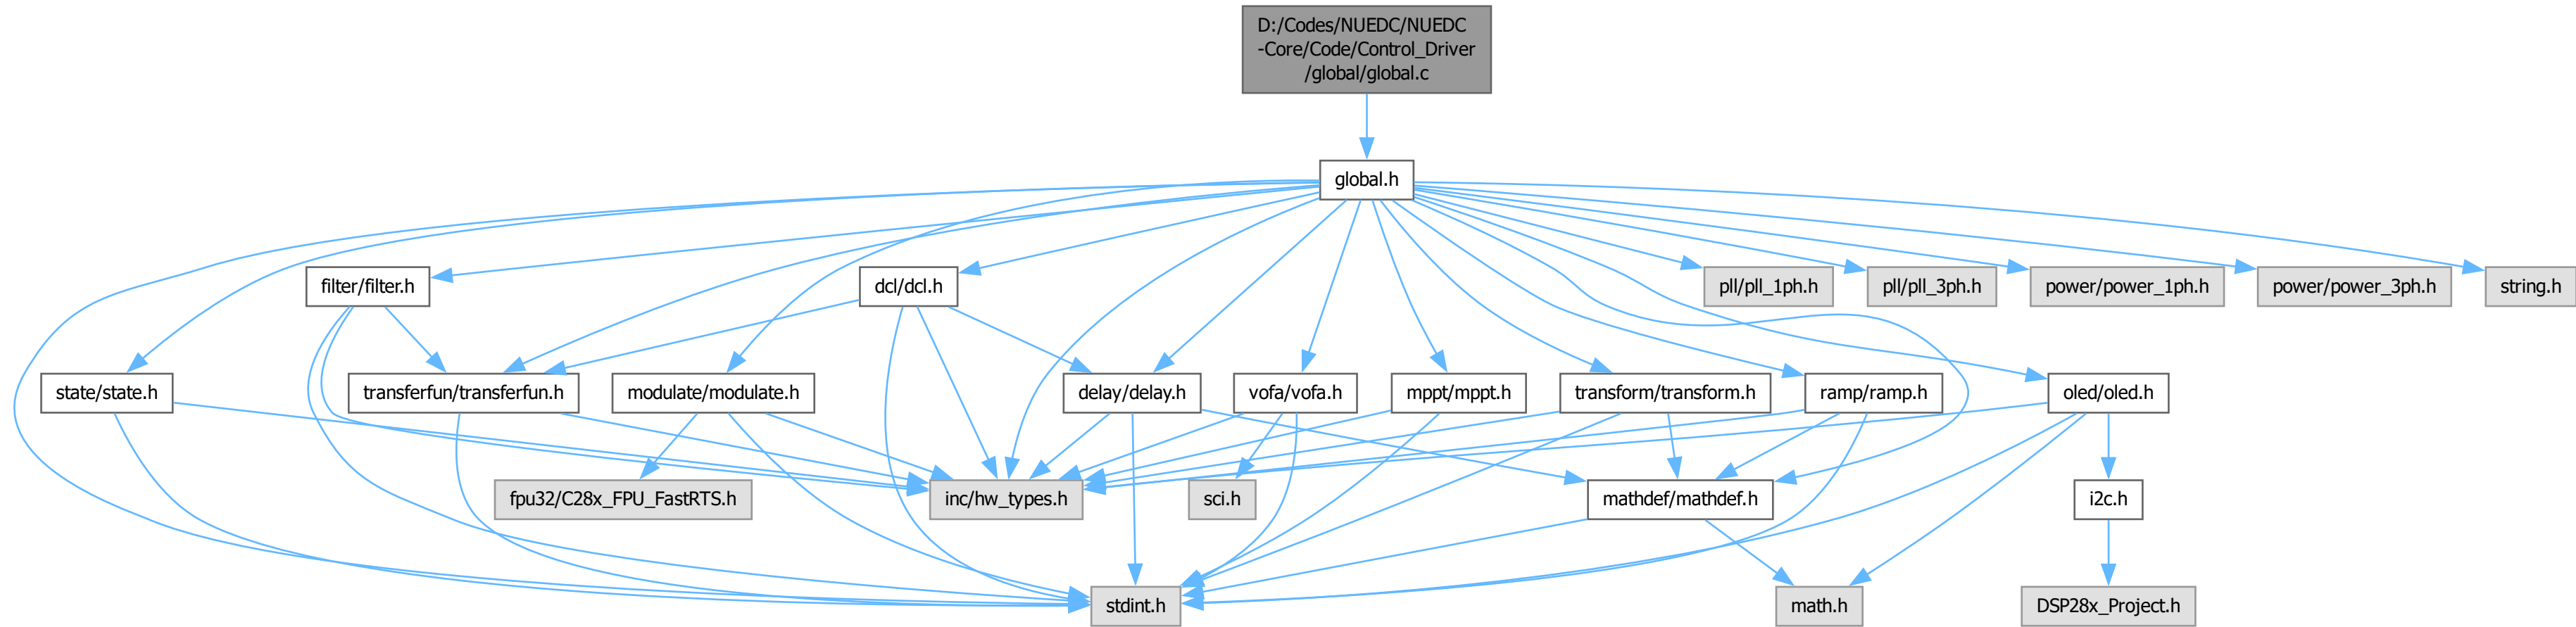 D:/Codes/NUEDC/NUEDC
-Core/Code/Control_Driver
/global/global.c
global.h
filter/filter.h
dcl/dcl.h
pll/pll_1ph.h
pll/pll_3ph.h
power/power_1ph.h
power/power_3ph.h
string.h
state/state.h
transferfun/transferfun.h
modulate/modulate.h
delay/delay.h
vofa/vofa.h
mppt/mppt.h
transform/transform.h
ramp/ramp.h
oled/oled.h
fpu32/C28x_FPU_FastRTS.h
inc/hw_types.h
sci.h
mathdef/mathdef.h
i2c.h
stdint.h
math.h
DSP28x_Project.h